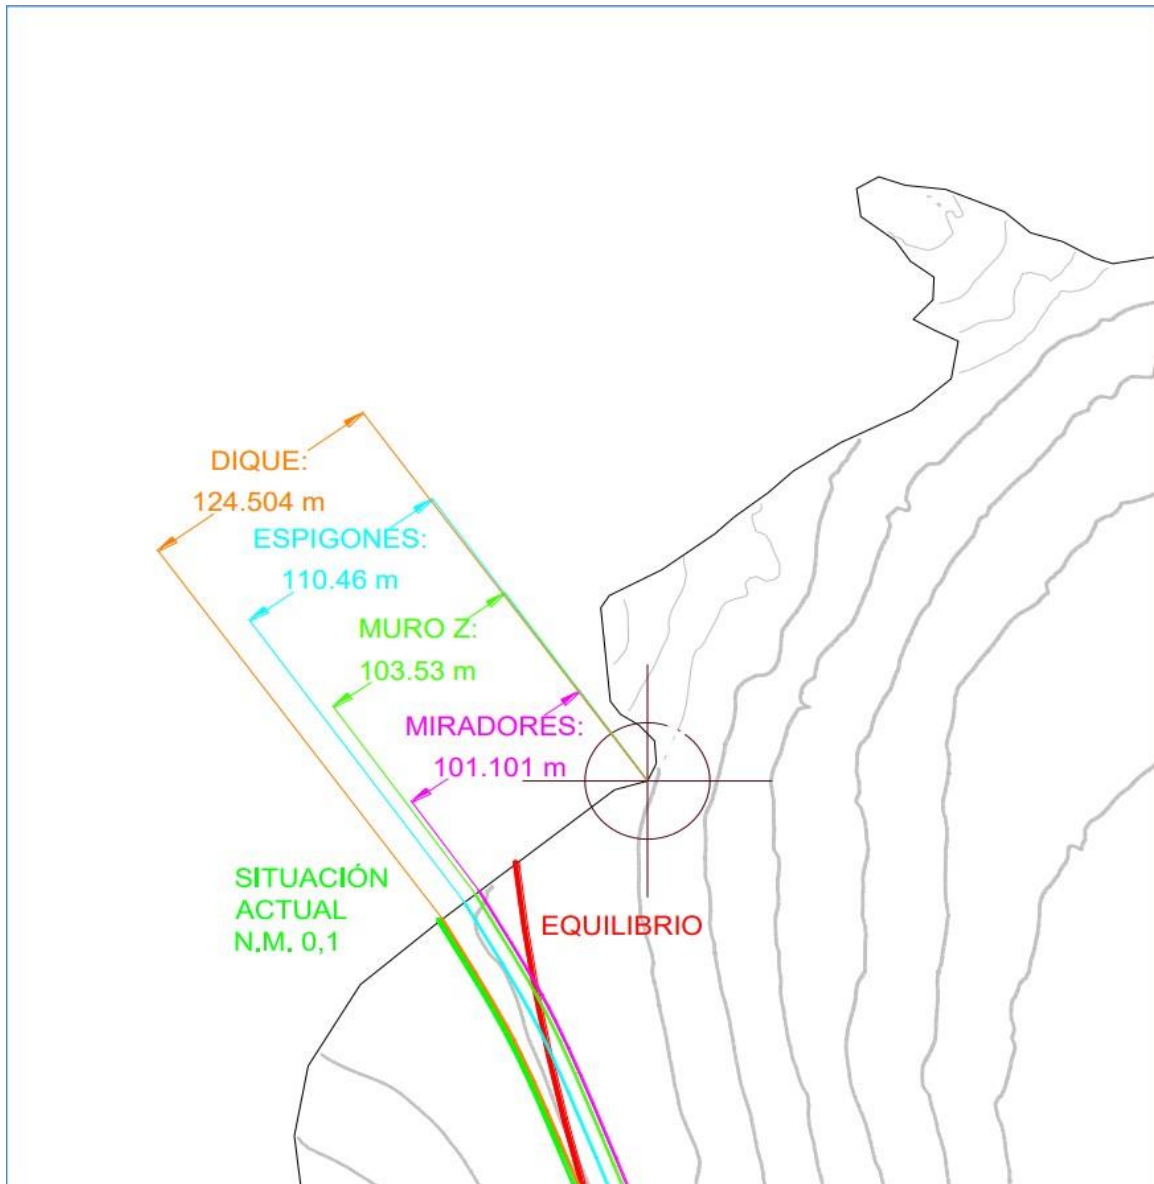 DIQUE:
124.504 m
ESPIGONES:
110.46 m
MURO Z:
103.53 m
MIRADORES:
101.101 m
SITUACIÓN
ACTUAL
N.M. 0,1
EQUILIBRIO